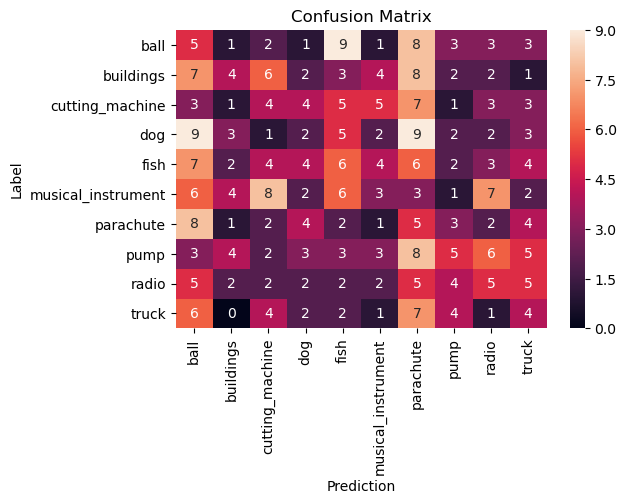 Confusion Matrix
Label
ball 5 1 2 1 9 1 8 3 3 3
buildings 7 4 6 2 3 4 8 2 2 1
cutting_machine 3 1 4 4 5 5 7 1 3 3
dog 9 3 1 2 5 2 9 2 2 3
fish 7 2 4 4 6 4 6 2 3 4
musical_instrument 6 4 8 2 6 3 3 1 7 2
parachute 8 1 2 4 2 1 5 3 2 4
pump 3 4 2 3 3 3 8 5 6 5
radio 5 2 2 2 2 2 5 4 5 5
truck 6 0 4 2 2 1 7 4 1 4
ball buildings cutting_machine dog fish musical_instrument parachute pump radio truck
Prediction
9.0
7.5
6.0
4.5
3.0
1.5
0.0